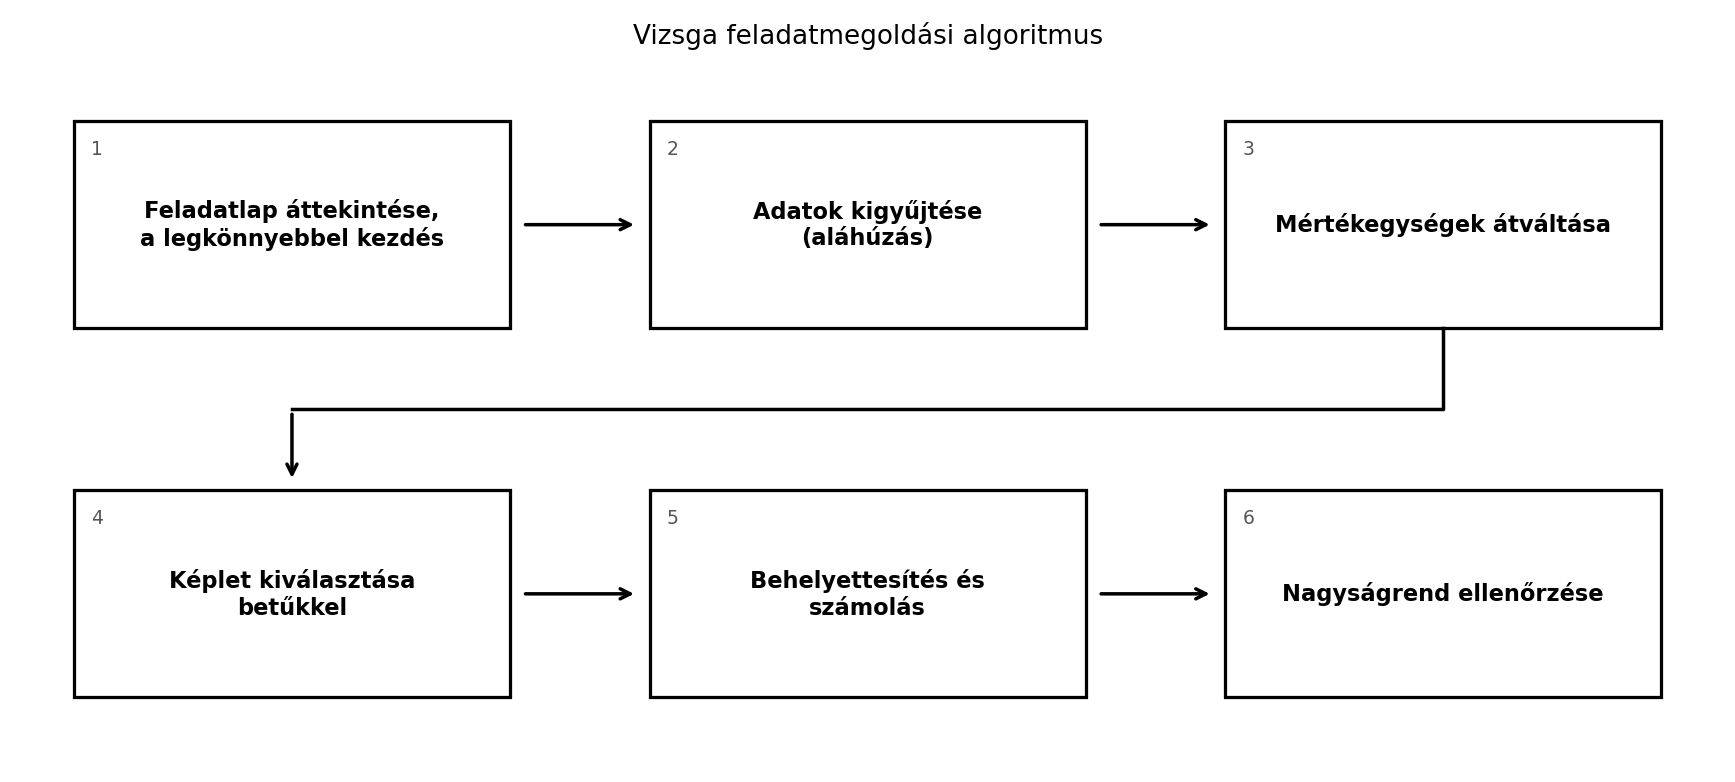 Vizsga feladatmegoldási algoritmus
1
Feladatlap áttekintése,
a legkönnyebbel kezdés
2
Adatok kigyűjtése
(aláhúzás)
3
Mértékegységek átváltása
4
Képlet kiválasztása
betűkkel
5
Behelyettesítés és
számolás
6
Nagyságrend ellenőrzése